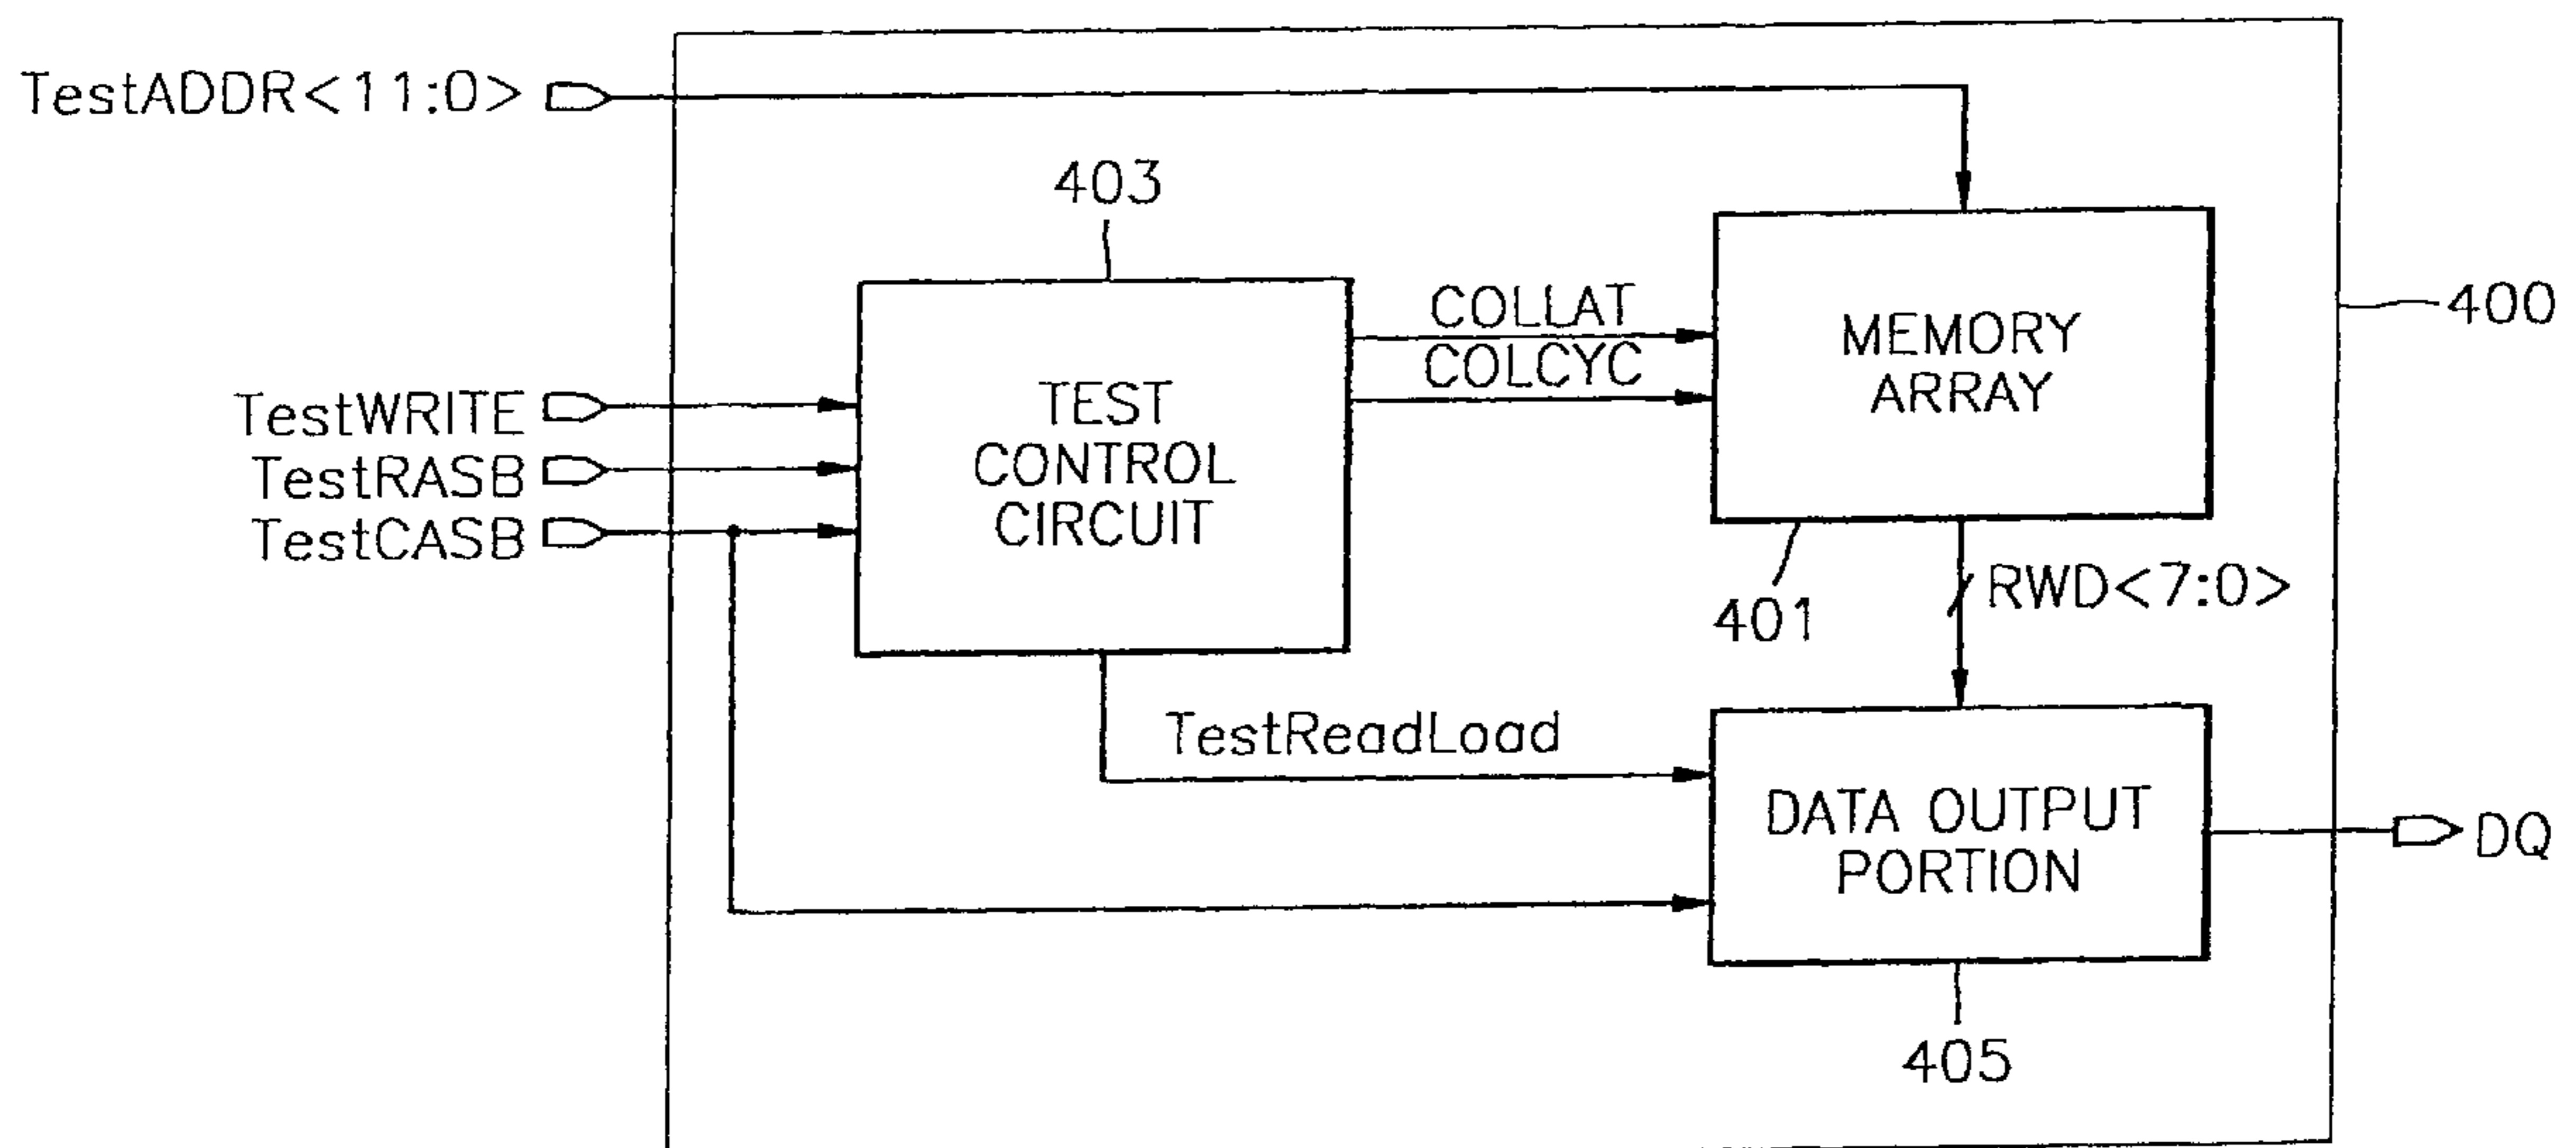 TestADDR<11:0>
403
COLLAT
COLCYC
MEMORY
ARRAY
400
TestWRITE
TestRASB
TestCASB
TEST
CONTROL
CIRCUIT
401
RWD<7:0>
TestReadLoad
DATA OUTPUT
PORTION
DQ
405